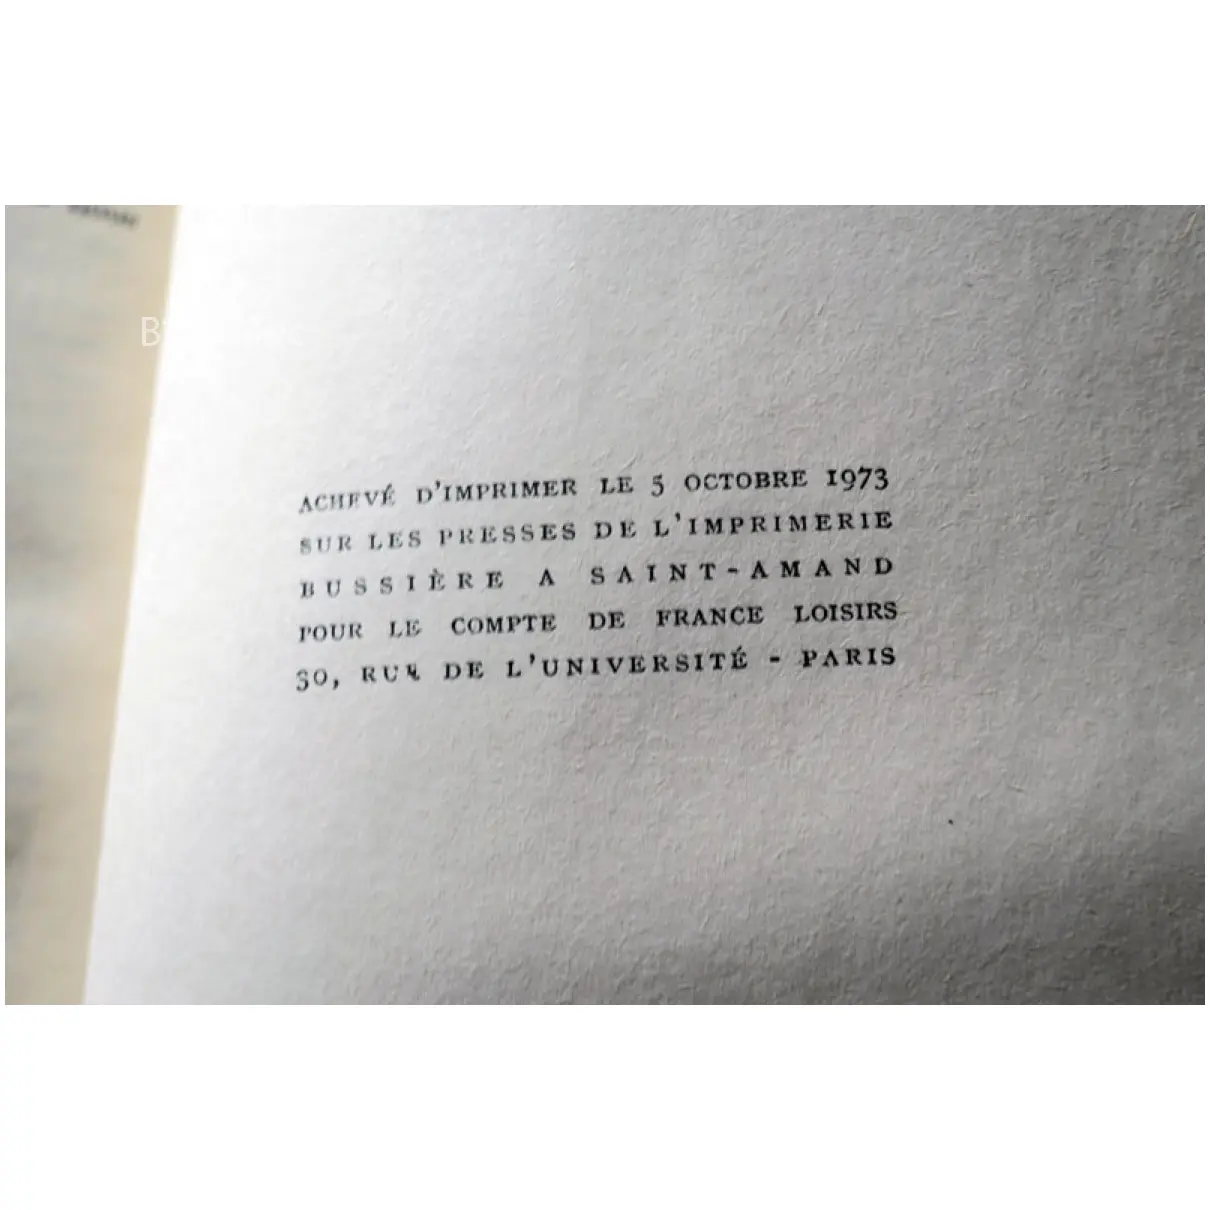 ACHEVÉ D'IMPRIMER LE 5 OCTOBRE 1973
SUR LES PRESSES DE L'IMPRIMERIE
BUSSIÈRE A SAINT-AMAND
POUR LE COMPTE DE FRANCE LOISIRS
30, RUE DE L'UNIVERSITÉ - PARIS